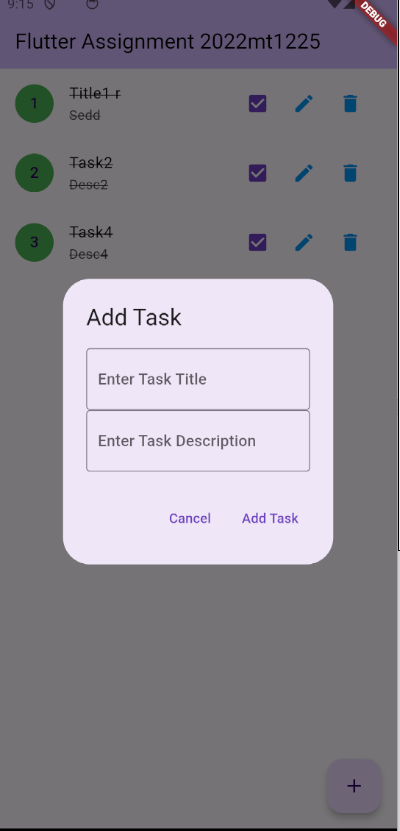 9:15
DEBUG
Flutter Assignment 2022mt1225
1
Title1 r
Sedd
2
Task2
Desc2
3
Task4
Desc4
Add Task
Enter Task Title
Enter Task Description
Cancel
Add Task
+